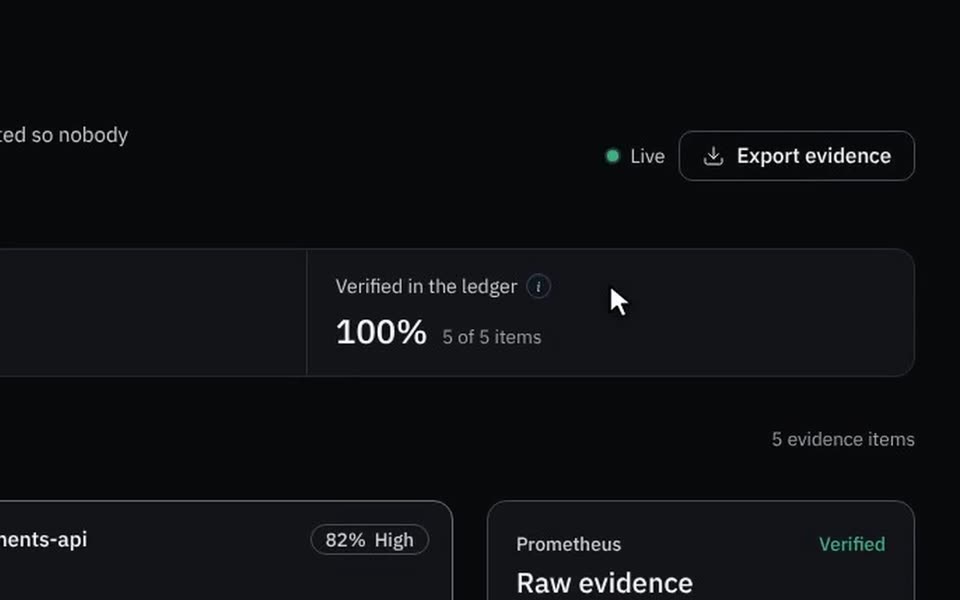 ted so nobody
Live
Export evidence
Verified in the ledger i
100% 5 of 5 items
5 evidence items
nents-api
82% High
Prometheus
Verified
Raw evidence